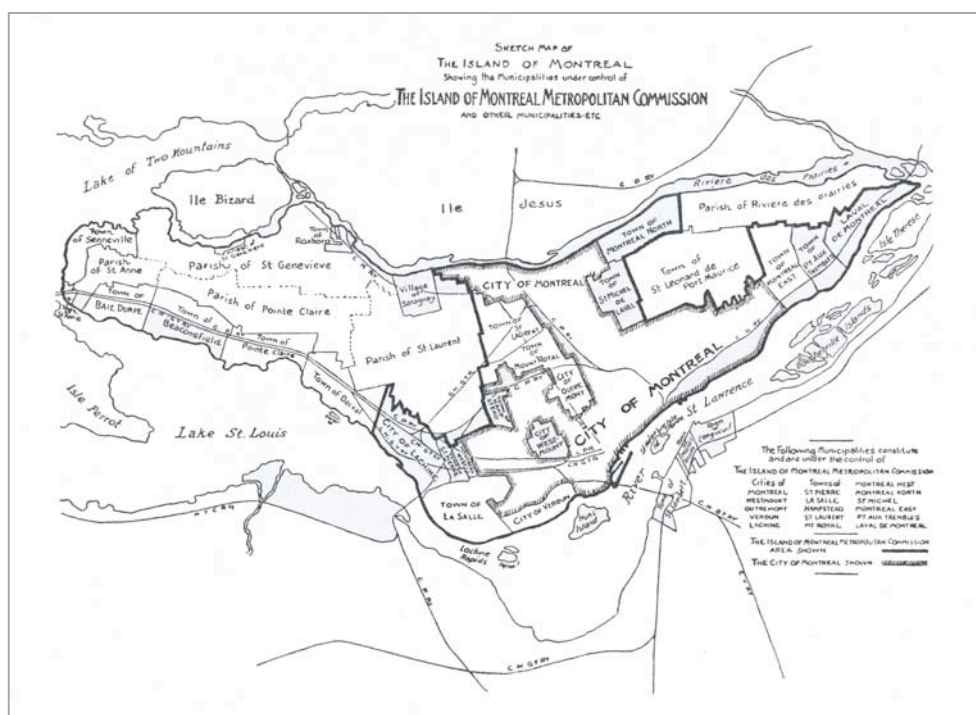 SKETCH MAP OF
THE ISLAND OF MONTREAL
Showing the Municipalities under control of
THE ISLAND OF MONTREAL METROPOLITAN COMMISSION
AND OTHER MUNICIPALITIES-ETC
Lake of Two Mountains
Ile Bizard
Ile Jesus
C P RY
Riviere des Prairies
Parish of Riviere des prairies
LAVAL DE MONTREAL
Isle Therese
Town of Senneville
Parish of St. Anne
Town of Roxboro
Parish of St Genevieve
C N RY
TOWN OF MONTREAL NORTH
Village of Saraguay
CITY OF MONTREAL
TOWN OF ST MICHEL DE LAVAL
Town of St Leonard de Port Maurice
TOWN OF MONTREAL EAST
TOWN OF PT AUX TREMBLES
Town of BAIE DURFE
Town of Beaconsfield
Parish of Pointe Claire
Town of Pointe Claire
Parish of St. Laurent
TOWN OF ST LAURENT
TOWN OF MOUNT ROYAL
CITY OF OUTREMONT
CITY OF MONTREAL
Isle Perrot
Town of Dorval
Lake St. Louis
CITY OF LACHINE
CITY OF WESTMOUNT
River St Lawrence
Islands
TOWN OF LA SALLE
CITY OF VERDUN
Nuns Island
Lachine Rapids
C P RY
C N GT RY
The Following Municipalities constitute
and are under the control of
THE ISLAND OF MONTREAL METROPOLITAN COMMISSION
Cities of Towns of MONTREAL WEST
MONTREAL ST PIERRE MONTREAL NORTH
WESTMOUNT LA SALLE ST MICHEL
OUTREMONT HAMPSTEAD MONTREAL EAST
VERDUN ST LAURENT PT AUX TREMBLES
LACHINE MT ROYAL LAVAL DE MONTREAL
THE ISLAND OF MONTREAL METROPOLITAN COMMISSION
AREA SHOWN
THE CITY OF MONTREAL SHOWN